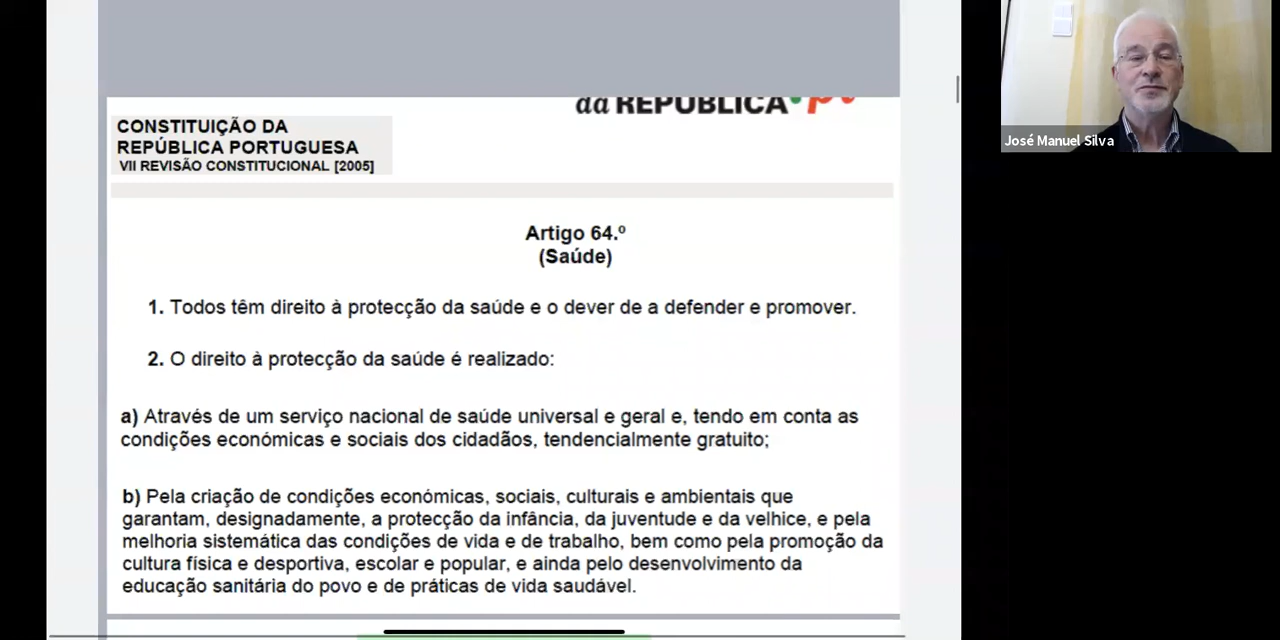 da REPÚBLICA
CONSTITUIÇÃO DA
REPÚBLICA PORTUGUESA
VII REVISÃO CONSTITUCIONAL [2005]
Artigo 64.º
(Saúde)
1. Todos têm direito à protecção da saúde e o dever de a defender e promover.
2. O direito à protecção da saúde é realizado:
a) Através de um serviço nacional de saúde universal e geral e, tendo em conta as
condições económicas e sociais dos cidadãos, tendencialmente gratuito;
b) Pela criação de condições económicas, sociais, culturais e ambientais que
garantam, designadamente, a protecção da infância, da juventude e da velhice, e pela
melhoria sistemática das condições de vida e de trabalho, bem como pela promoção da
cultura física e desportiva, escolar e popular, e ainda pelo desenvolvimento da
educação sanitária do povo e de práticas de vida saudável.
José Manuel Silva